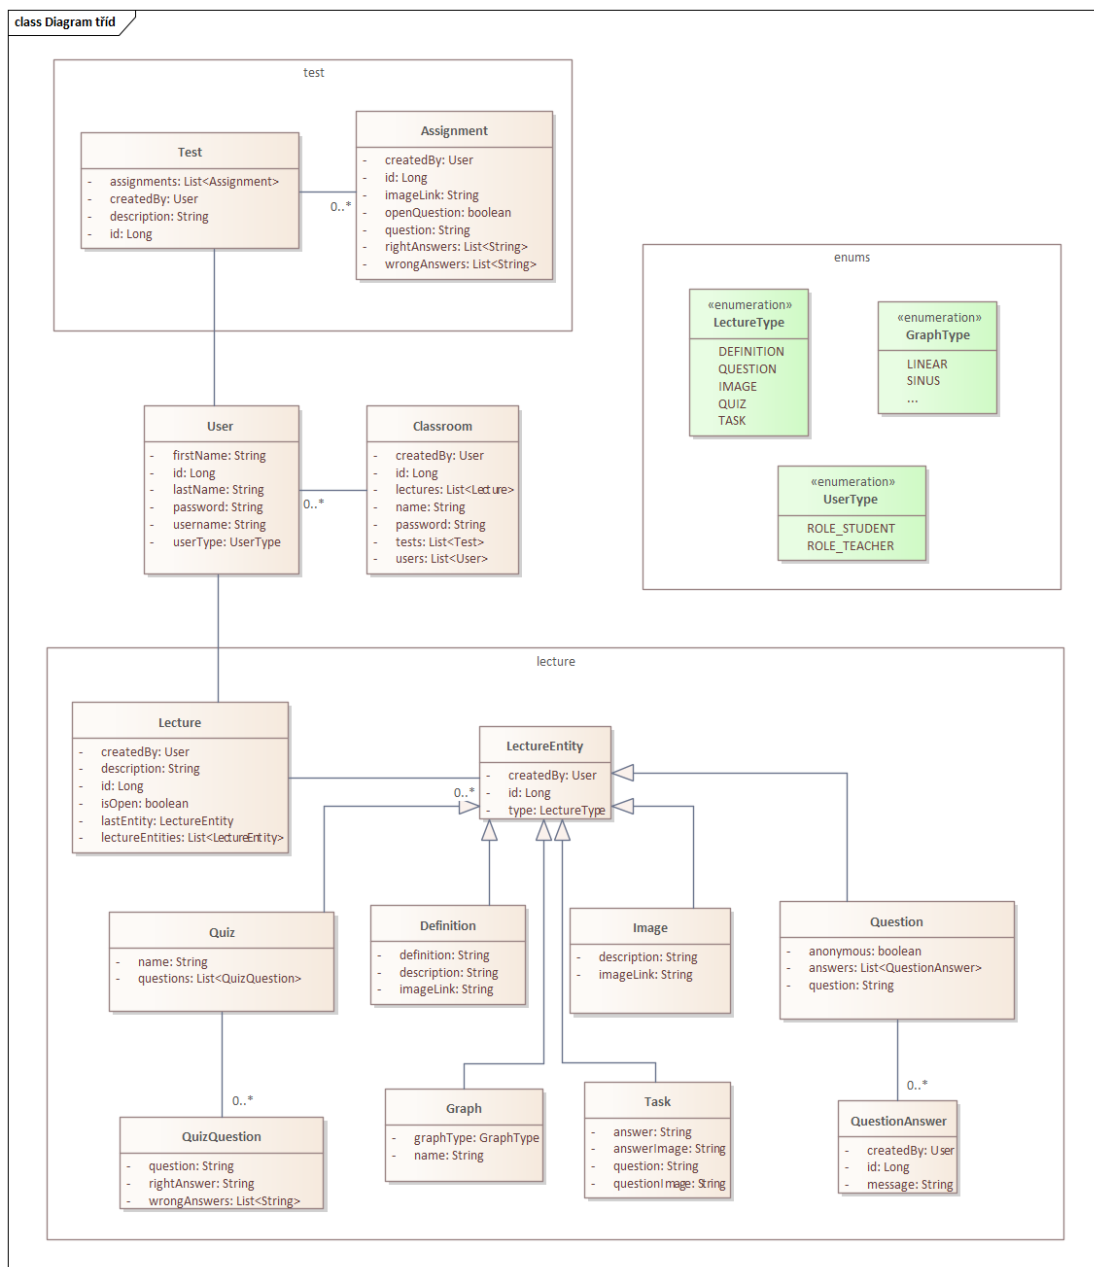 class Diagram tříd
test
Test
- assignments: List<Assignment>
- createdBy: User
- description: String
- id: Long
0..*
Assignment
- createdBy: User
- id: Long
- imageLink: String
- openQuestion: boolean
- question: String
- rightAnswers: List<String>
- wrongAnswers: List<String>
enums
«enumeration»
LectureType
DEFINITION
QUESTION
IMAGE
QUIZ
TASK
«enumeration»
GraphType
LINEAR
SINUS
...
«enumeration»
UserType
ROLE_STUDENT
ROLE_TEACHER
User
- firstName: String
- id: Long
- lastName: String
- password: String
- username: String
- userType: UserType
0..*
Classroom
- createdBy: User
- id: Long
- lectures: List<Lecture>
- name: String
- password: String
- tests: List<Test>
- users: List<User>
lecture
Lecture
- createdBy: User
- description: String
- id: Long
- isOpen: boolean
- lastEntity: LectureEntity
- lectureEntities: List<LectureEntity>
0..*
LectureEntity
- createdBy: User
- id: Long
- type: LectureType
Quiz
- name: String
- questions: List<QuizQuestion>
Definition
- definition: String
- description: String
- imageLink: String
Image
- description: String
- imageLink: String
Question
- anonymous: boolean
- answers: List<QuestionAnswer>
- question: String
0..*
QuizQuestion
- question: String
- rightAnswer: String
- wrongAnswers: List<String>
Graph
- graphType: GraphType
- name: String
Task
- answer: String
- answerImage: String
- question: String
- questionImage: String
0..*
QuestionAnswer
- createdBy: User
- id: Long
- message: String